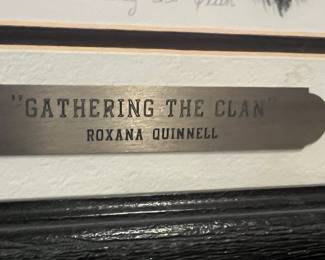 "GATHERING THE CLAN"
ROXANA QUINNELL